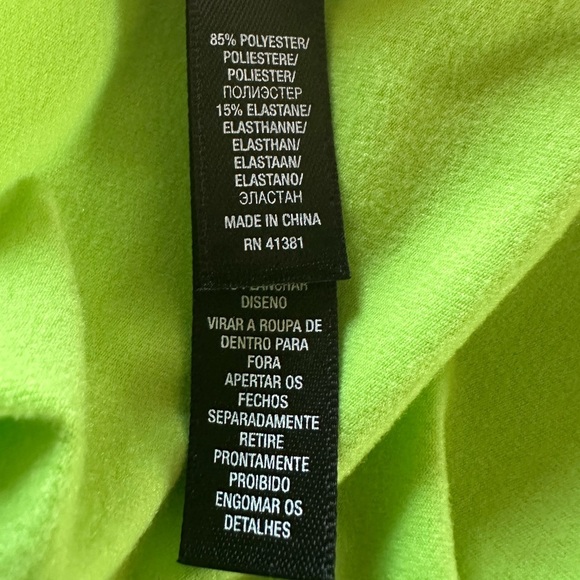 85% POLYESTER/
POLIESTERE/
POLIESTER/
ПОЛИЭСТЕР
15% ELASTANE/
ELASTHANNE/
ELASTHAN/
ELASTAAN/
ELASTANO/
ЭЛАСТАН
MADE IN CHINA
RN 41381
PLANCHAR
DISENO
VIRAR A ROUPA DE
DENTRO PARA
FORA
APERTAR OS
FECHOS
SEPARADAMENTE
RETIRE
PRONTAMENTE
PROIBIDO
ENGOMAR OS
DETALHES